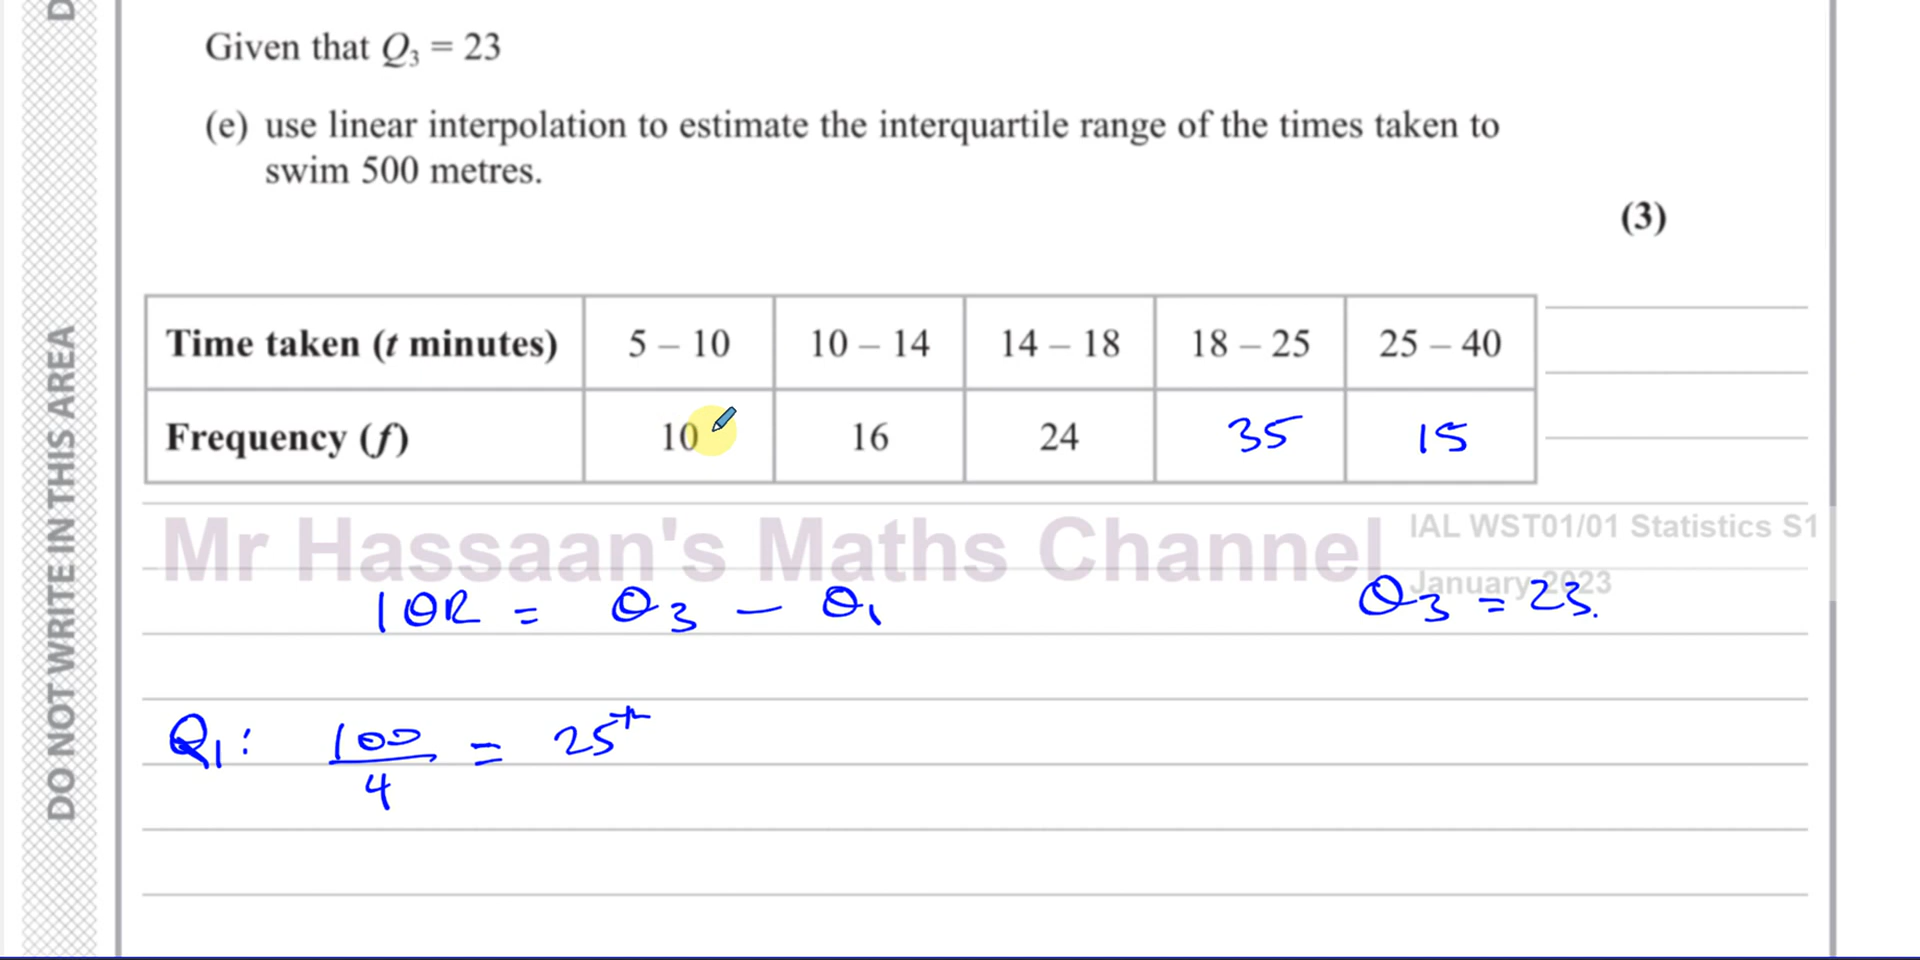 Given that Q3 = 23
(e) use linear interpolation to estimate the interquartile range of the times taken to
swim 500 metres.
(3)
Time taken (t minutes) 5 – 10 10 – 14 14 – 18 18 – 25 25 – 40
Frequency (f) 10 16 24 35 15
Mr Hassaan's Maths Channel
IAL WST01/01 Statistics S1
January 2023
IQR = Q3 – Q1
Q3 = 23.
Q1: 100/4 = 25th
DO NOT WRITE IN THIS AREA
D